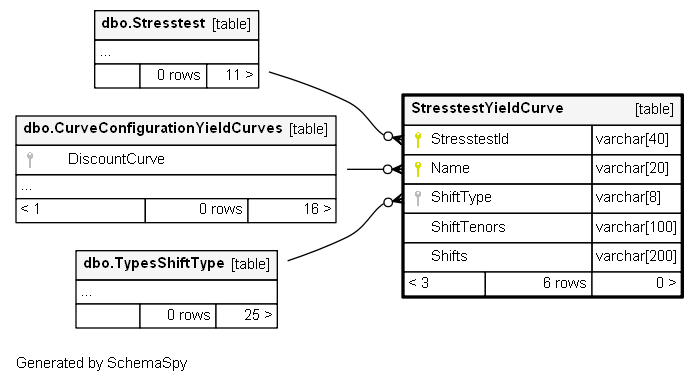 dbo.Stresstest [table]
...
0 rows 11 >
dbo.CurveConfigurationYieldCurves [table]
DiscountCurve
...
< 1 0 rows 16 >
dbo.TypesShiftType [table]
...
0 rows 25 >
StresstestYieldCurve [table]
StresstestId varchar[40]
Name varchar[20]
ShiftType varchar[8]
ShiftTenors varchar[100]
Shifts varchar[200]
< 3 6 rows 0 >
Generated by SchemaSpy